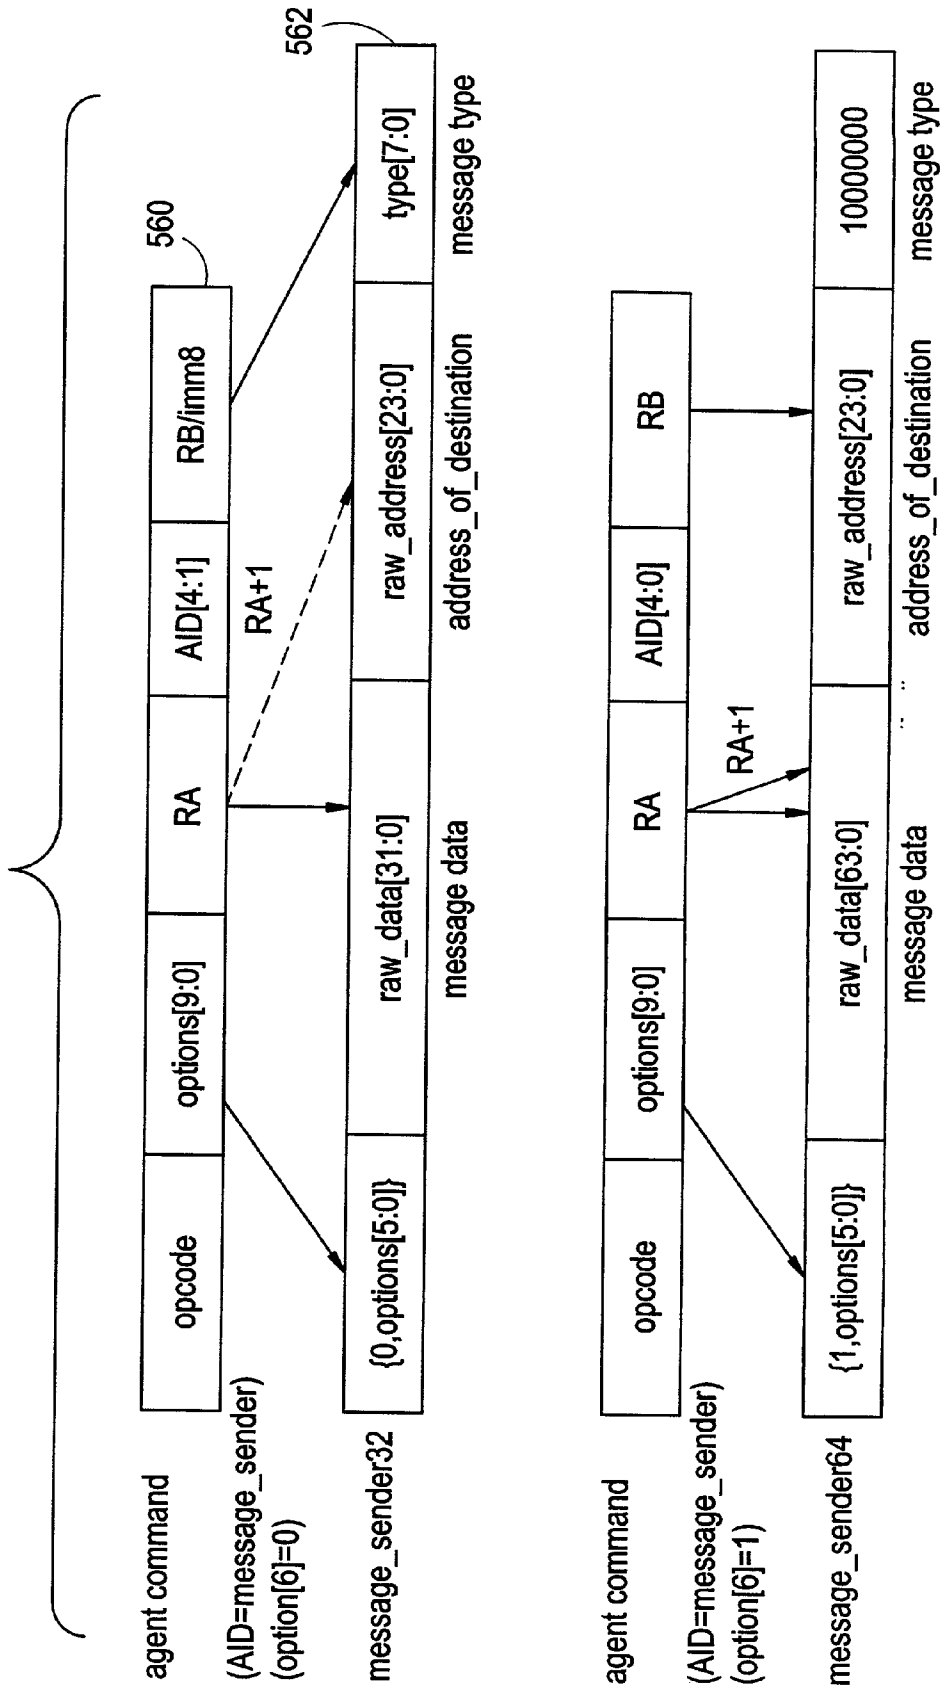 agent command
opcode
options[9:0]
RA
AID[4:1]
RB/imm8
560
(AID=message_sender)
(option[6]=0)
RA+1
message_sender32
{0,options[5:0]}
raw_data[31:0]
raw_address[23:0]
type[7:0]
562
message data
address_of_destination
message type
agent command
opcode
options[9:0]
RA
AID[4:0]
RB
(AID=message_sender)
(option[6]=1)
RA+1
message_sender64
{1,options[5:0]}
raw_data[63:0]
raw_address[23:0]
10000000
message data
address_of_destination
message type